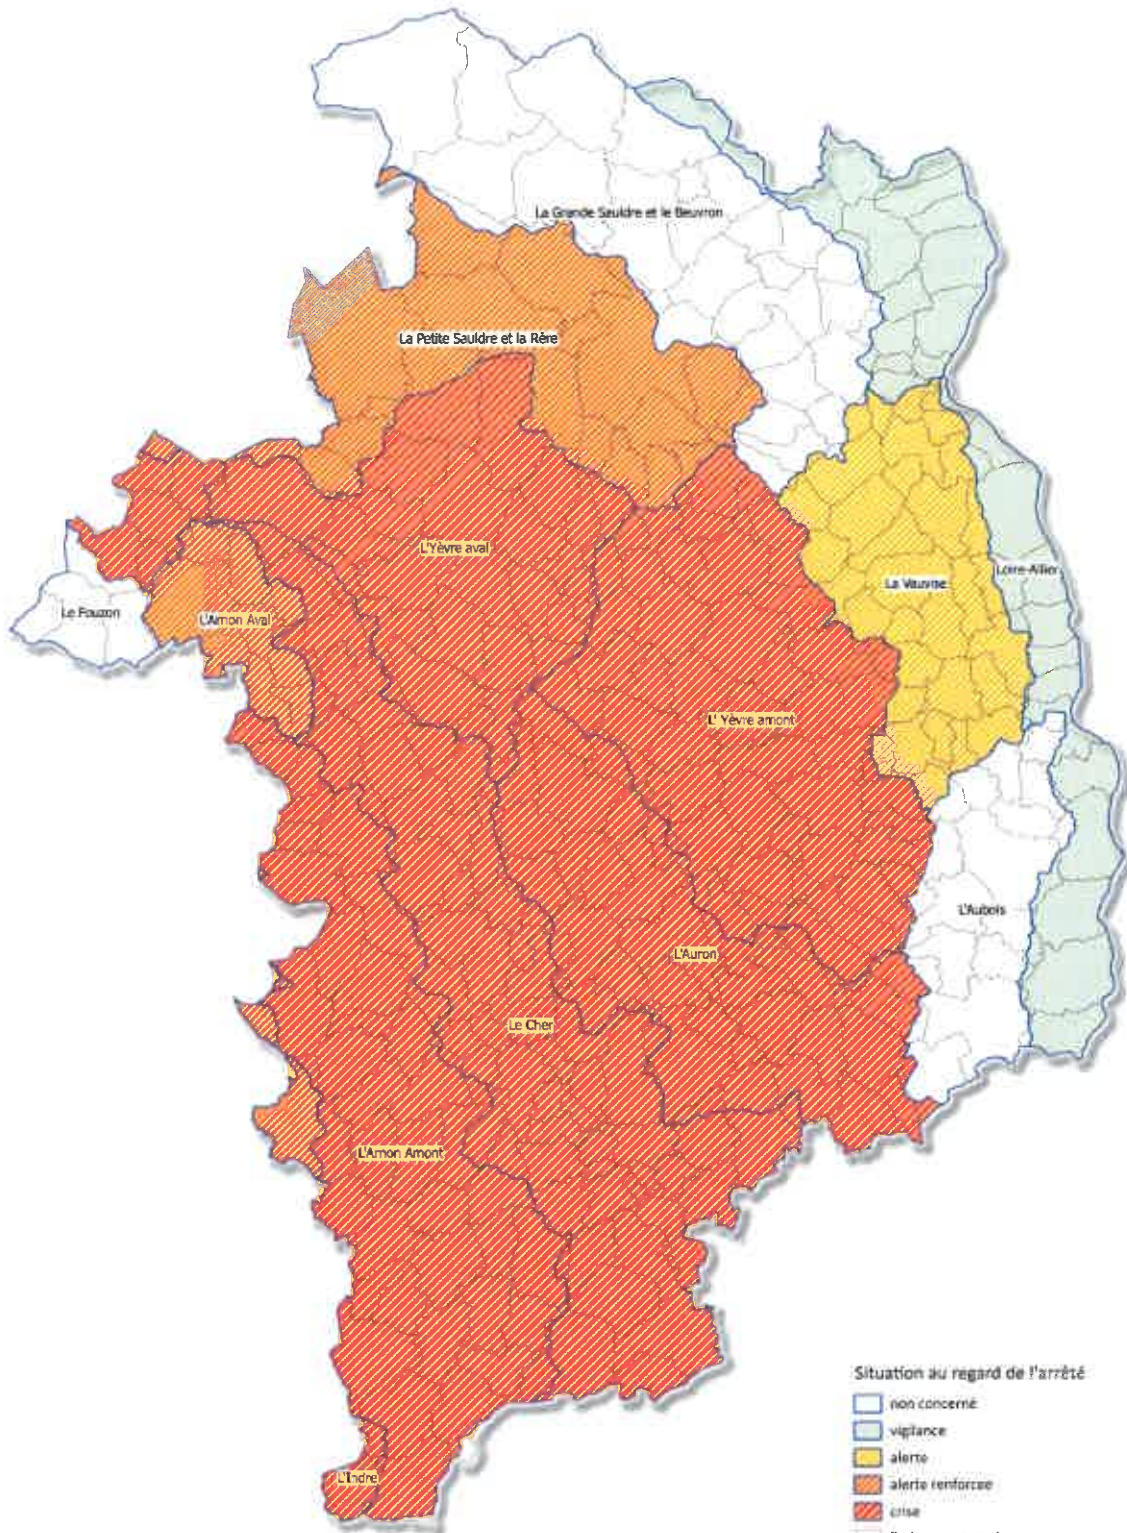 La Grande Sauldre et le Beuvron
La Petite Sauldre et la Rère
L'Yèvre aval
La Vauvise
Loire-Allier
Le Fouzon
L'Arnon Aval
L' Yèvre amont
L'Aubois
L'Auron
Le Cher
L'Arnon Amont
L'Indre
Situation au regard de l'arrêté
non concerné
vigilance
alerte
alerte renforcée
crise